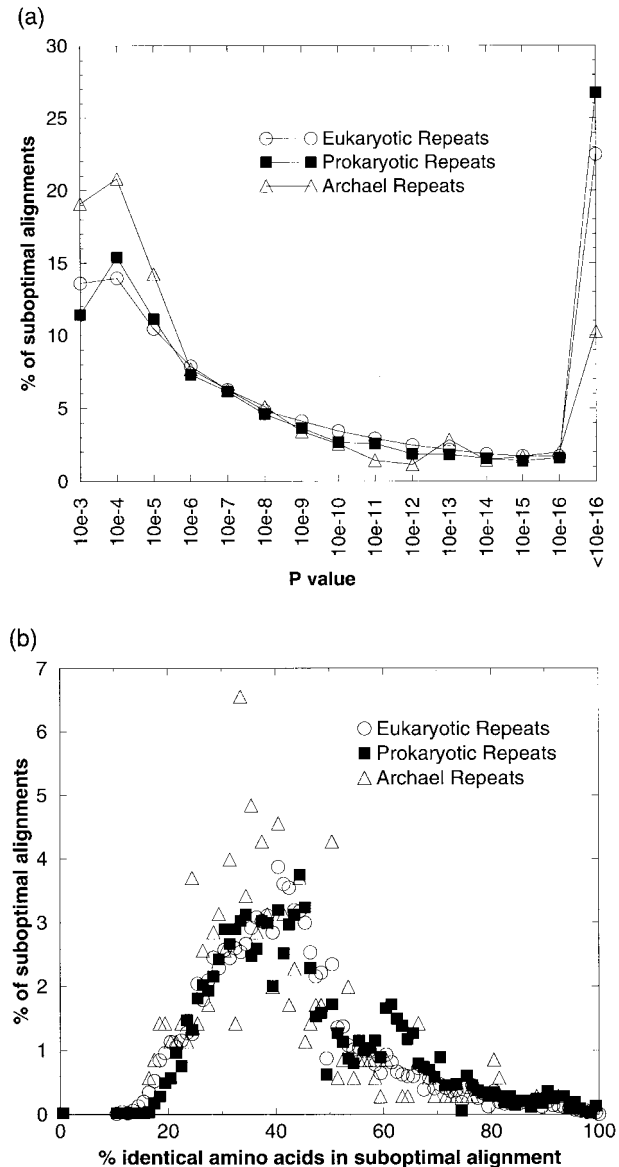 (a)
30
25
20
15
10
5
0
% of suboptimal alignments
Eukaryotic Repeats
Prokaryotic Repeats
Archael Repeats
10e-3
10e-4
10e-5
10e-6
10e-7
10e-8
10e-9
10e-10
10e-11
10e-12
10e-13
10e-14
10e-15
10e-16
<10e-16
P value
(b)
7
6
5
4
3
2
1
0
% of suboptimal alignments
Eukaryotic Repeats
Prokaryotic Repeats
Archael Repeats
0
20
40
60
80
100
% identical amino acids in suboptimal alignment